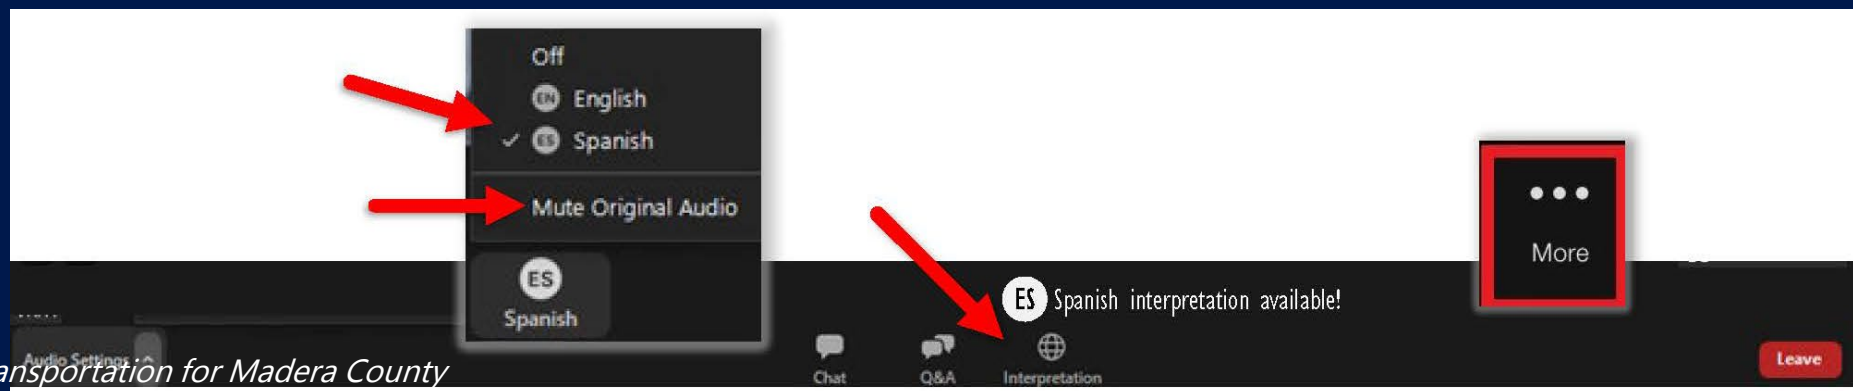 Off
EN English
ES Spanish
Mute Original Audio
ES
Spanish
More
ES Spanish interpretation available!
Audio Settings
Chat
Q&A
Interpretation
Leave
for Madera County